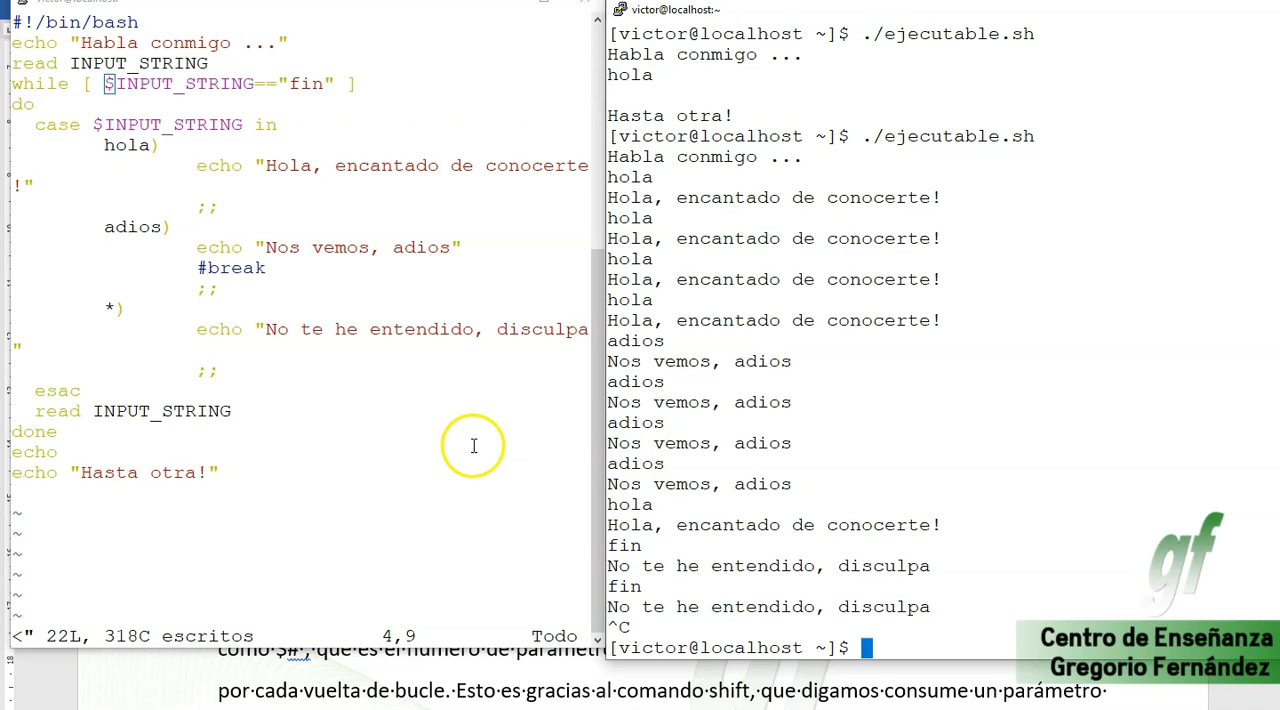 victor@localhost:~
#!/bin/bash
echo "Habla conmigo ..."
read INPUT_STRING
while [ $INPUT_STRING=="fin" ]
do
case $INPUT_STRING in
hola)
echo "Hola, encantado de conocerte
!"
;;
adios)
echo "Nos vemos, adios"
#break
;;
*)
echo "No te he entendido, disculpa
"
;;
esac
read INPUT_STRING
done
echo
echo "Hasta otra!"
~
~
~
~
~
~
<" 22L, 318C escritos 4,9 Todo
victor@localhost:~
[victor@localhost ~]$ ./ejecutable.sh
Habla conmigo ...
hola
Hasta otra!
[victor@localhost ~]$ ./ejecutable.sh
Habla conmigo ...
hola
Hola, encantado de conocerte!
hola
Hola, encantado de conocerte!
hola
Hola, encantado de conocerte!
hola
Hola, encantado de conocerte!
adios
Nos vemos, adios
adios
Nos vemos, adios
adios
Nos vemos, adios
adios
Nos vemos, adios
hola
Hola, encantado de conocerte!
fin
No te he entendido, disculpa
fin
No te he entendido, disculpa
^C
[victor@localhost ~]$
gf
Centro de Enseñanza
Gregorio Fernández
como $#, que es el número de parámetro
por cada vuelta de bucle. Esto es gracias al comando shift, que digamos consume un parámetro